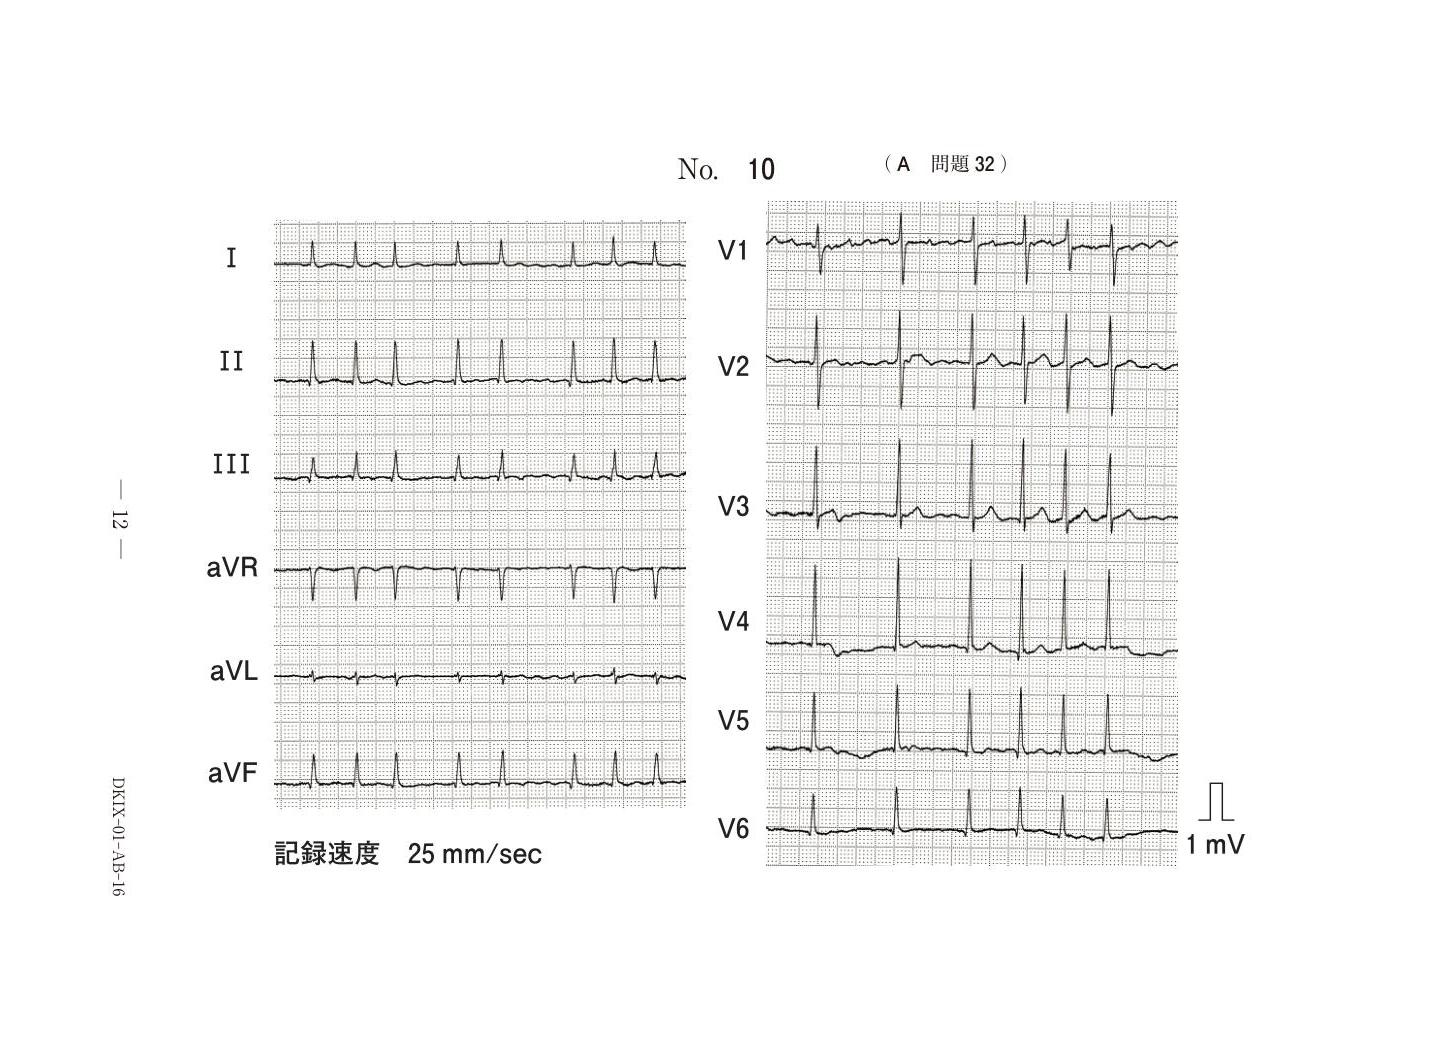 No. 10 ( A 問題 32 )
I
II
III
aVR
aVL
aVF
記録速度 25 mm/sec
V1
V2
V3
V4
V5
V6
1 mV
— 12 —
DKIX-01-AB-16